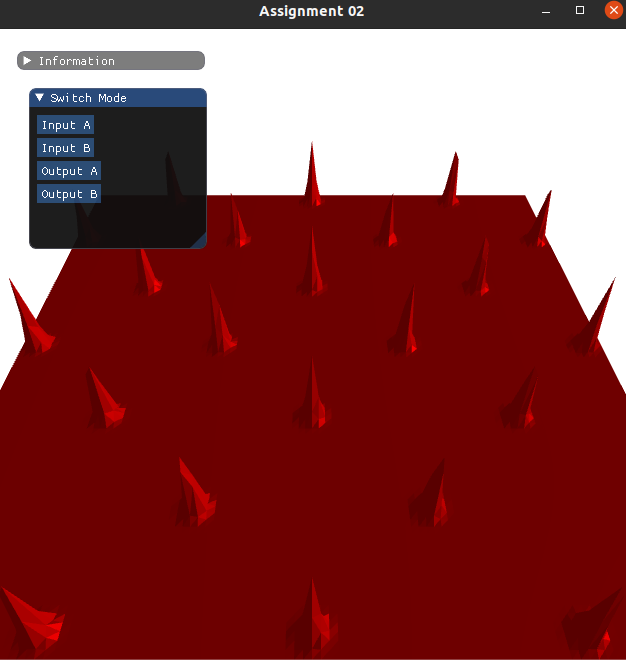 Assignment 02
Information
Switch Mode
Input A
Input B
Output A
Output B